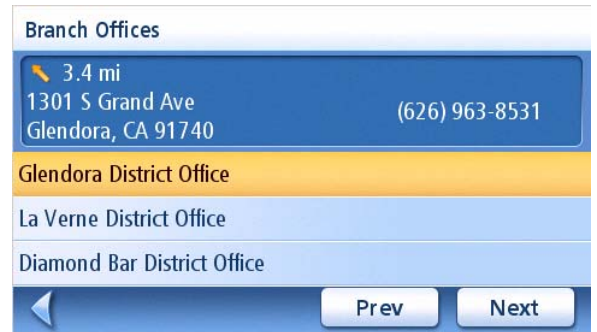 Branch Offices
3.4 mi
1301 S Grand Ave
(626) 963-8531
Glendora, CA 91740
Glendora District Office
La Verne District Office
Diamond Bar District Office
Prev
Next